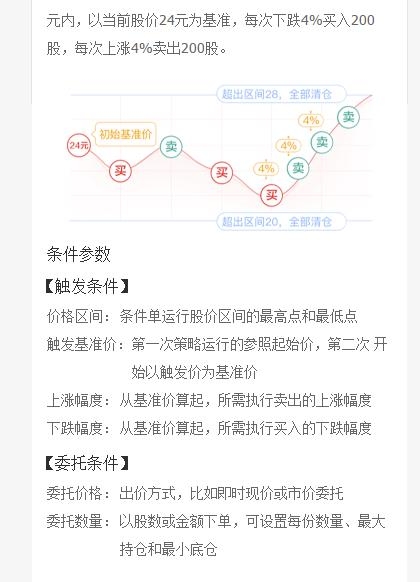 元内，以当前股价24元为基准，每次下跌4%买入200
股，每次上涨4%卖出200股。
超出区间28，全部清仓
卖
4%
初始基准价
24元
卖
卖
4%
4%
卖
买
买
买
超出区间20，全部清仓
条件参数
【触发条件】
价格区间：条件单运行股价区间的最高点和最低点
触发基准价：第一次策略运行的参照起始价，第二次 开
始以触发价为基准价
上涨幅度：从基准价算起，所需执行卖出的上涨幅度
下跌幅度：从基准价算起，所需执行买入的下跌幅度
【委托条件】
委托价格：出价方式，比如即时现价或市价委托
委托数量：以股数或金额下单，可设置每份数量、最大
持仓和最小底仓